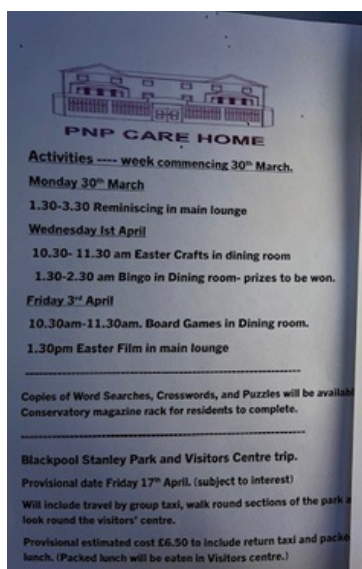 PNP CARE HOME
Activities ---- week commencing 30th March.
Monday 30th March
1.30-3.30 Reminiscing in main lounge
Wednesday 1st April
10.30- 11.30 am Easter Crafts in dining room
1.30-2.30 am Bingo in Dining room- prizes to be won.
Friday 3rd April
10.30am-11.30am. Board Games in Dining room.
1.30pm Easter Film in main lounge
Copies of Word Searches, Crosswords, and Puzzles will be availabl
Conservatory magazine rack for residents to complete.
Blackpool Stanley Park and Visitors Centre trip.
Provisional date Friday 17th April. (subject to interest)
Will include travel by group taxi, walk round sections of the park a
look round the visitors' centre.
Provisional estimated cost £6.50 to include return taxi and packe
lunch. (Packed lunch will be eaten in Visitors centre.)